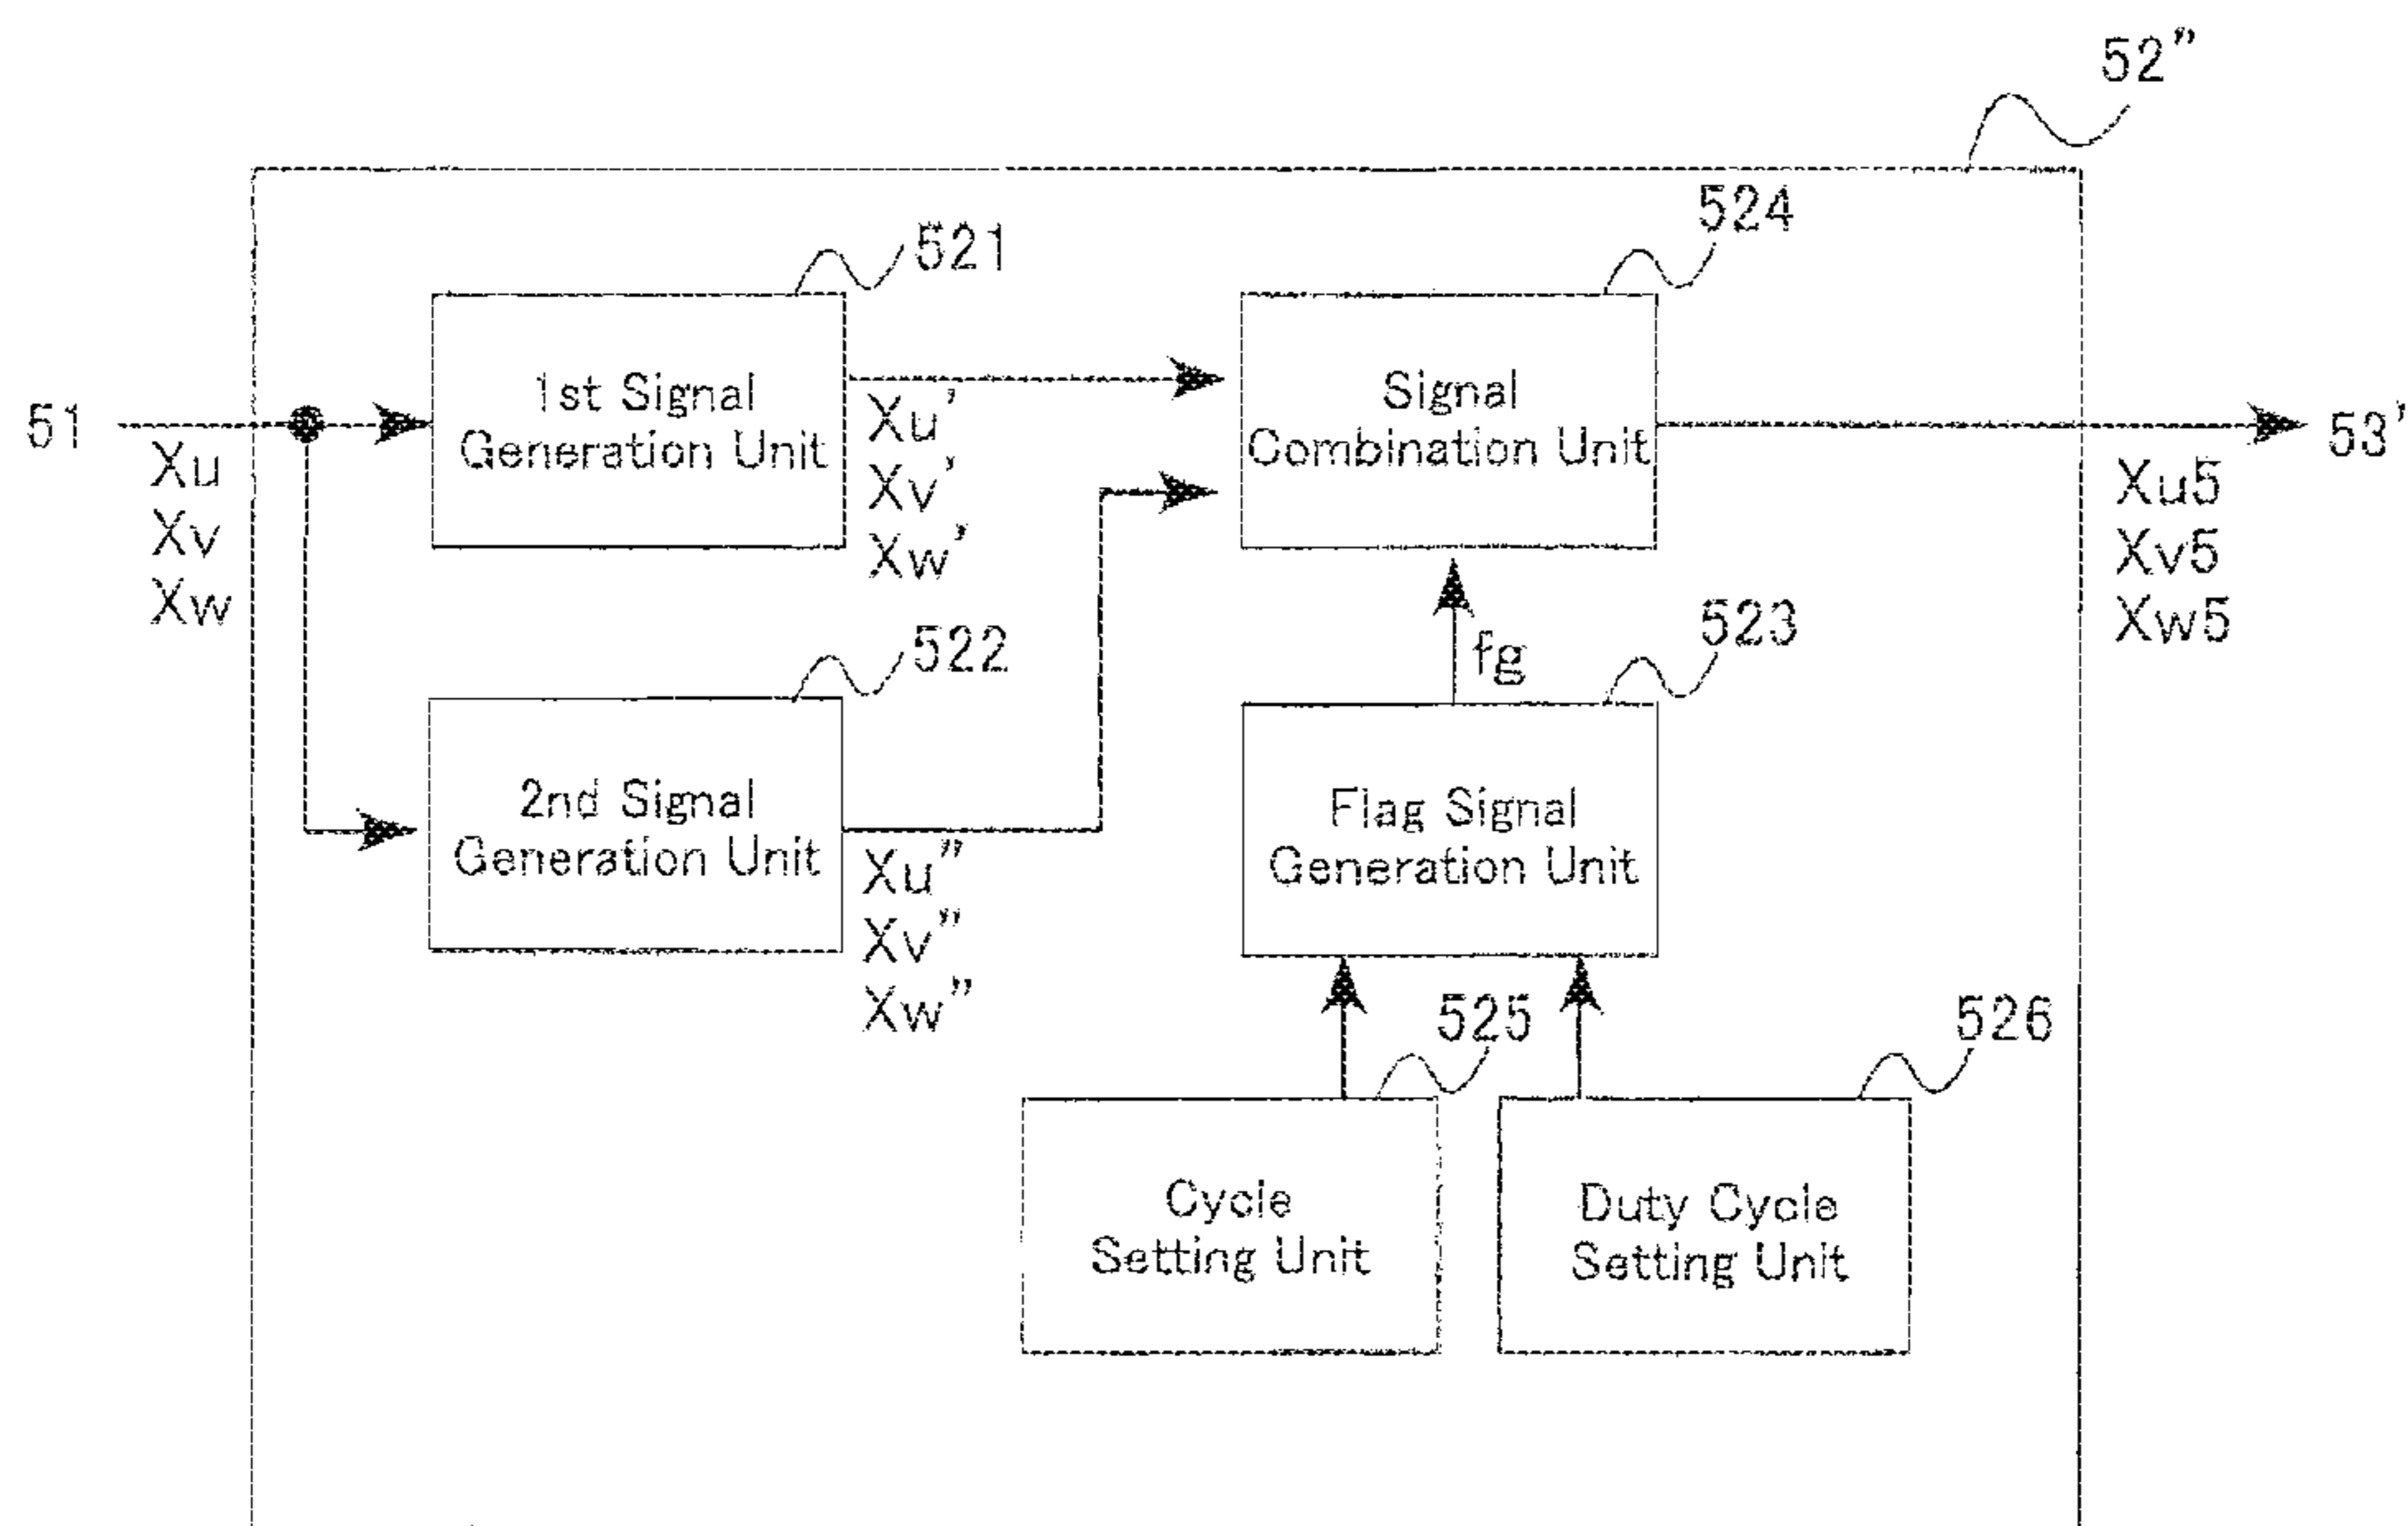 52”
521
524
1st Signal
Generation Unit
Signal
Combination Unit
51
Xu
Xv
Xw
Xu'
Xv'
Xw'
53'
Xu5
Xv5
Xw5
522
fg
523
2nd Signal
Generation Unit
Xu”
Xv”
Xw”
Flag Signal
Generation Unit
525
526
Cycle
Setting Unit
Duty Cycle
Setting Unit